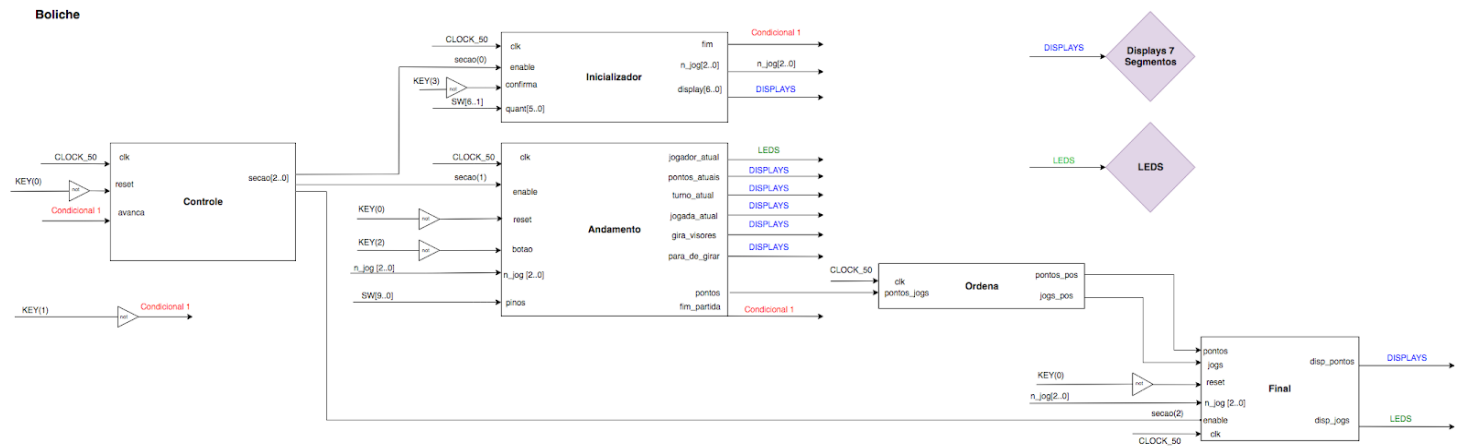 Boliche
CLOCK_50
KEY(0)
not
Condicional 1
clk
reset
avanca
Controle
secao[2..0]
KEY(1)
not
Condicional 1
CLOCK_50
secao(0)
KEY(3)
not
SW[6..1]
clk
enable
confirma
quant[5..0]
Inicializador
fim
n_jog[2..0]
display[6..0]
Condicional 1
n_jog[2..0]
DISPLAYS
CLOCK_50
secao(1)
KEY(0)
not
KEY(2)
not
n_jog [2..0]
SW[9..0]
clk
enable
reset
botao
n_jog [2..0]
pinos
Andamento
jogador_atual
pontos_atuais
turno_atual
jogada_atual
gira_visores
para_de_girar
pontos
fim_partida
LEDS
DISPLAYS
DISPLAYS
DISPLAYS
DISPLAYS
DISPLAYS
Condicional 1
CLOCK_50
clk
pontos_jogs
Ordena
pontos_pos
jogs_pos
DISPLAYS
Displays 7
Segmentos
LEDS
LEDS
KEY(0)
not
n_jog[2..0]
secao(2)
CLOCK_50
pontos
jogs
reset
n_jog [2..0]
enable
clk
Final
disp_pontos
disp_jogs
DISPLAYS
LEDS